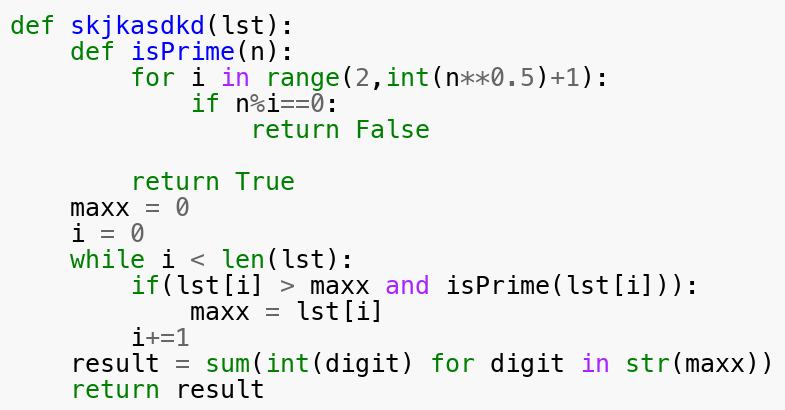 def skjkasdkd(lst):
    def isPrime(n):
        for i in range(2,int(n**0.5)+1):
            if n%i==0:
                return False

        return True
    maxx = 0
    i = 0
    while i < len(lst):
        if(lst[i] > maxx and isPrime(lst[i])):
            maxx = lst[i]
        i+=1
    result = sum(int(digit) for digit in str(maxx))
    return result